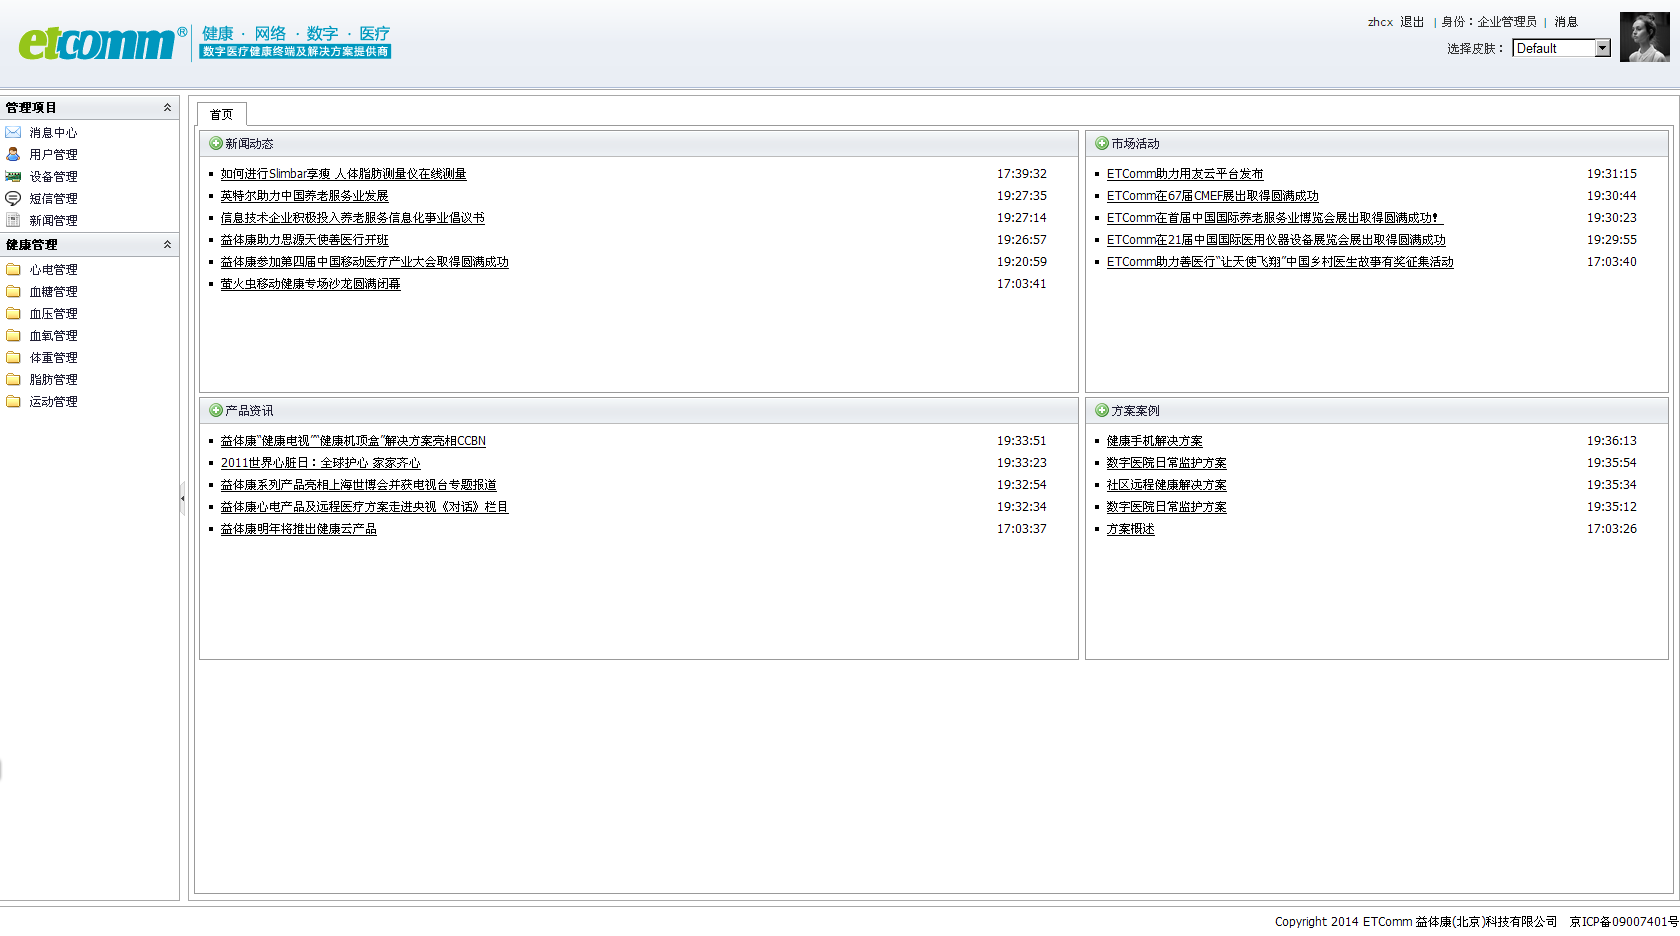 etcomm®
健康 · 网络 · 数字 · 医疗
数字医疗健康终端及解决方案提供商
zhcx 退出 | 身份：企业管理员 | 消息
选择皮肤： Default
管理项目
消息中心
用户管理
设备管理
短信管理
新闻管理
健康管理
心电管理
血糖管理
血压管理
血氧管理
体重管理
脂肪管理
运动管理
首页
新闻动态
如何进行Slimbar享瘦 人体脂肪测量仪在线测量 17:39:32
英特尔助力中国养老服务业发展 19:27:35
信息技术企业积极投入养老服务信息化事业倡议书 19:27:14
益体康助力思源天使善医行开班 19:26:57
益体康参加第四届中国移动医疗产业大会取得圆满成功 19:20:59
萤火虫移动健康专场沙龙圆满闭幕 17:03:41
市场活动
ETComm助力用友云平台发布 19:31:15
ETComm在67届CMEF展出取得圆满成功 19:30:44
ETComm在首届中国国际养老服务业博览会展出取得圆满成功！ 19:30:23
ETComm在21届中国国际医用仪器设备展览会展出取得圆满成功 19:29:55
ETComm助力善医行“让天使飞翔”中国乡村医生故事有奖征集活动 17:03:40
产品资讯
益体康“健康电视”“健康机顶盒”解决方案亮相CCBN 19:33:51
2011世界心脏日：全球护心 家家齐心 19:33:23
益体康系列产品亮相上海世博会并获电视台专题报道 19:32:54
益体康心电产品及远程医疗方案走进央视《对话》栏目 19:32:34
益体康明年将推出健康云产品 17:03:37
方案案例
健康手机解决方案 19:36:13
数字医院日常监护方案 19:35:54
社区远程健康解决方案 19:35:34
数字医院日常监护方案 19:35:12
方案概述 17:03:26
Copyright 2014 ETComm 益体康(北京)科技有限公司 京ICP备09007401号